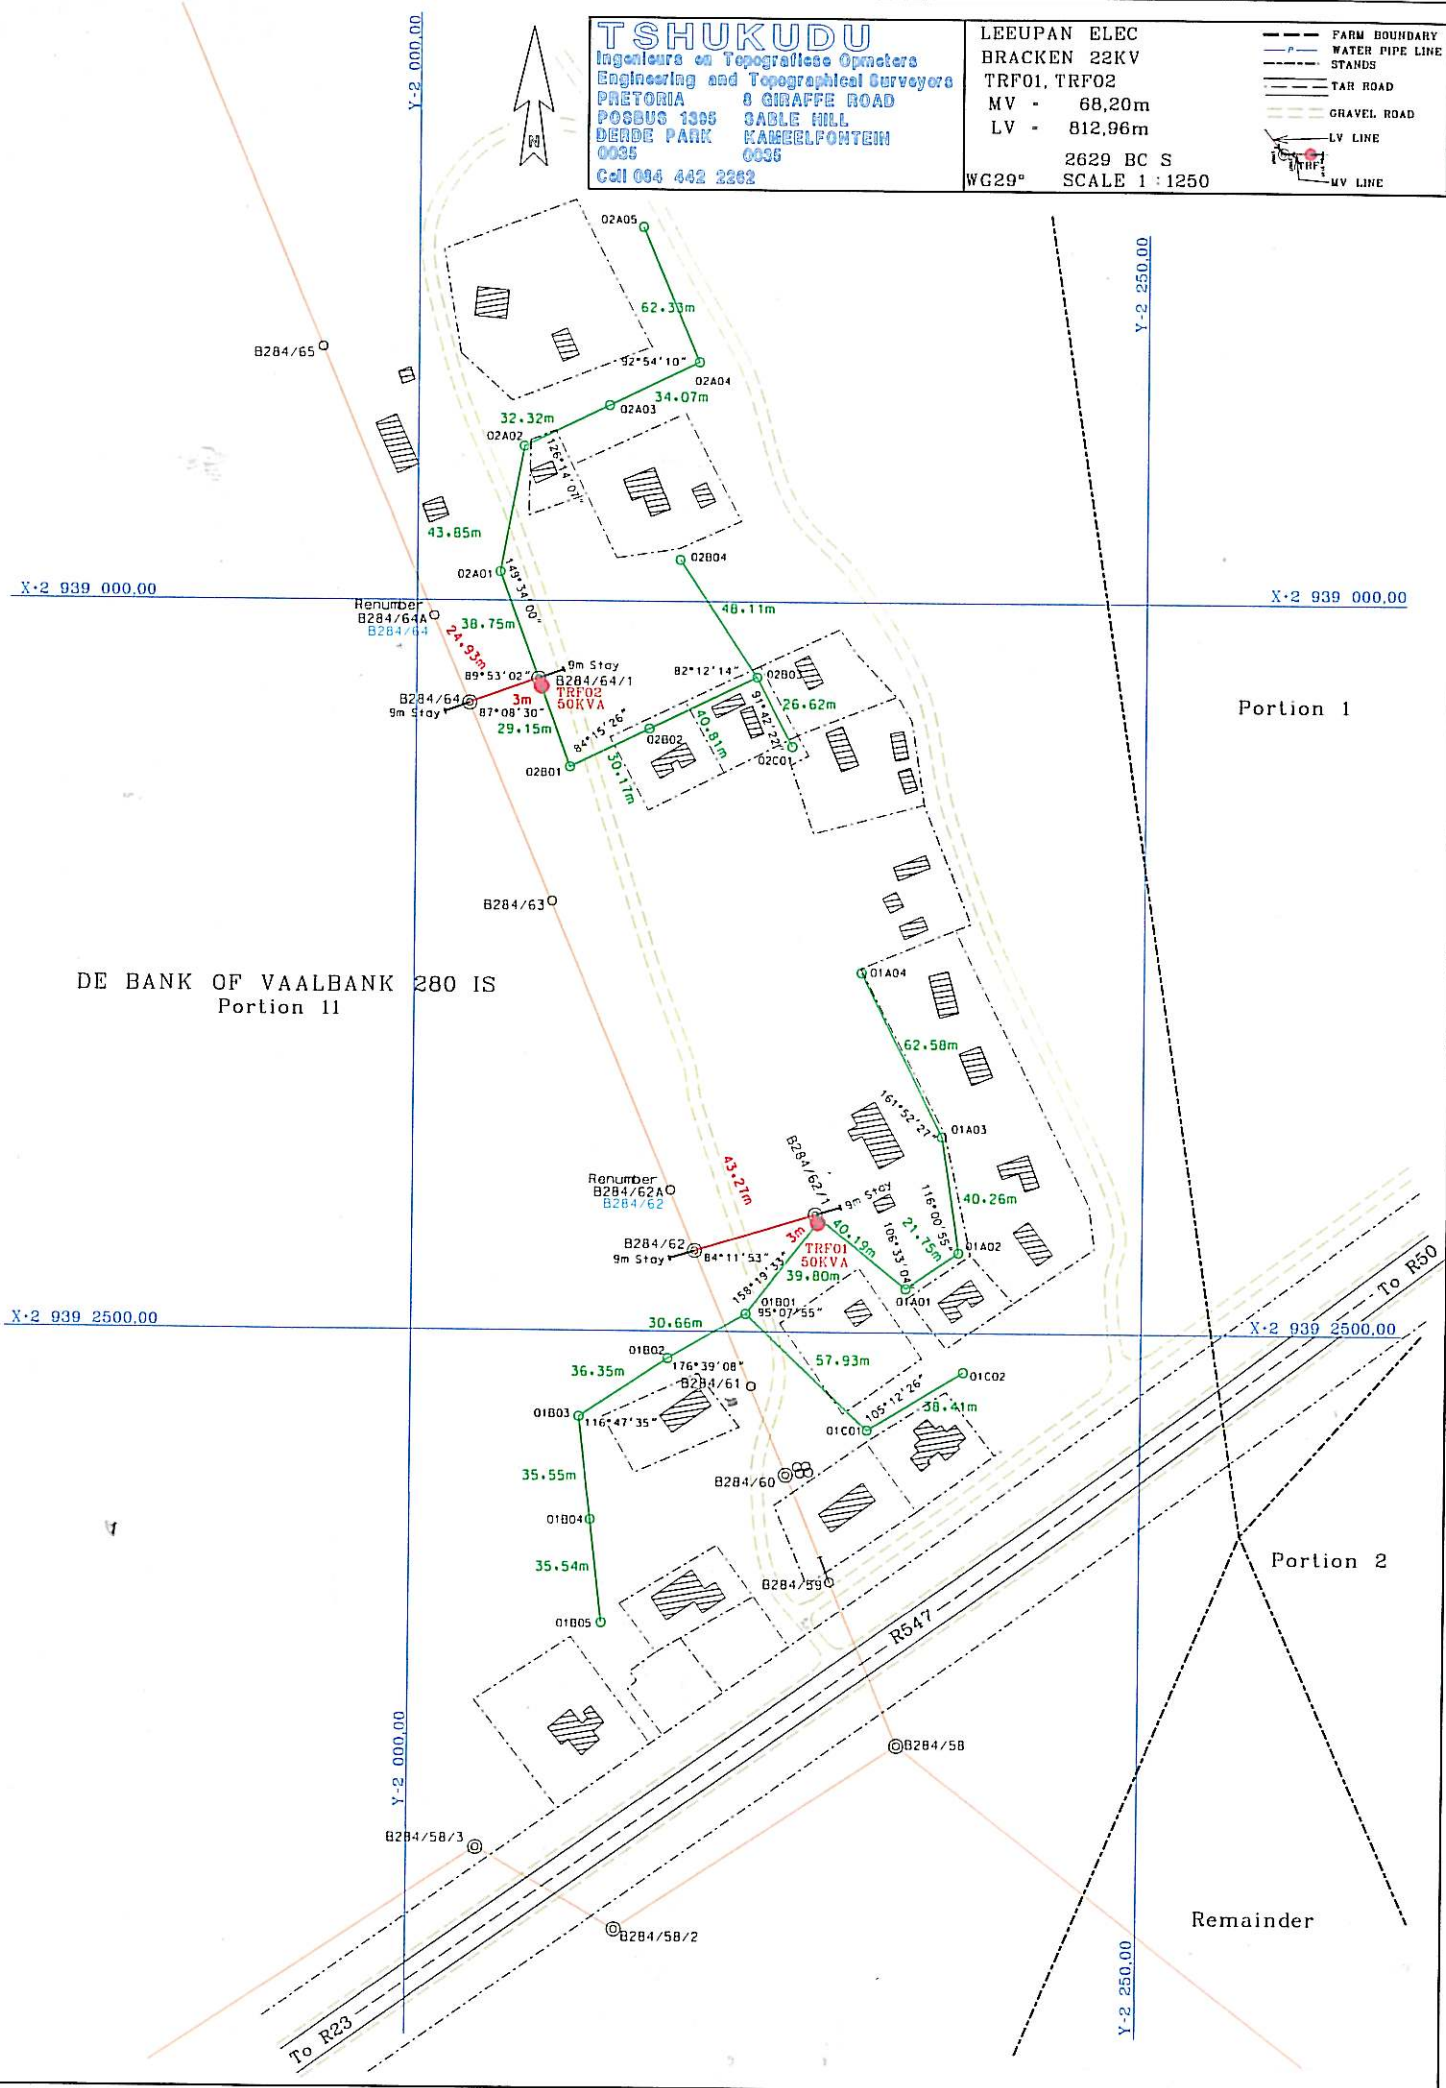 TSHUKUDU
Ingenieurs en Topografiese Opmeters
Engineering and Topographical Surveyors
PRETORIA 8 GIRAFFE ROAD
POSBUS 1395 SABLE HILL
DERDE PARK KAMEELFONTEIN
0035 0035
Cell 084 442 2262
LEEUPAN ELEC
BRACKEN 22KV
TRF01, TRF02
MV - 68,20m
LV - 812,96m
2629 BC S
WG29° SCALE 1:1250
FARM BOUNDARY
P WATER PIPE LINE
STANDS
TAR ROAD
GRAVEL ROAD
LV LINE
TRF
MV LINE
N
Y-2 000,00
Y-2 250,00
02A05
62.33m
B284/65
92°54'10"
02A04
34.07m
02A03
32.32m
02A02
126°14'07"
43.85m
02B04
02A01
149°34'00"
X-2 939 000,00
X-2 939 000,00
Renumber
B284/64A
B284/64
38.75m
48.11m
24.93m
9m Stay
89°53'02"
B284/64/1
82°12'14"
02B03
B284/64
3m
TRF02
50KVA
9m Stay
87°08'30"
29.15m
84°15'26"
02B02
40.81m
91°42'22"
26.62m
Portion 1
02B01
30.17m
02C01
B284/63
DE BANK OF VAALBANK 280 IS
Portion 11
01A04
62.58m
161°52'27"
01A03
43.27m
B284/62/1
Renumber
B284/62A
B284/62
9m Stay
40.26m
116°00'55"
B284/62
9m Stay
84°11'53"
3m
TRF01
50KVA
40.19m
21.75m
106°33'04"
01A02
158°19'33"
39.80m
01A01
To R50
01B01
95°07'55"
X-2 939 2500,00
X-2 939 2500,00
30.66m
01B02
176°39'08"
57.93m
36.35m
B284/61
01C02
01B03
116°47'35"
105°12'26"
38.41m
01C01
35.55m
B284/60
01B04
35.54m
B284/59
Portion 2
01B05
R547
Y-2 000,00
B284/58
B284/58/3
B284/58/2
Remainder
Y-2 250,00
To R23